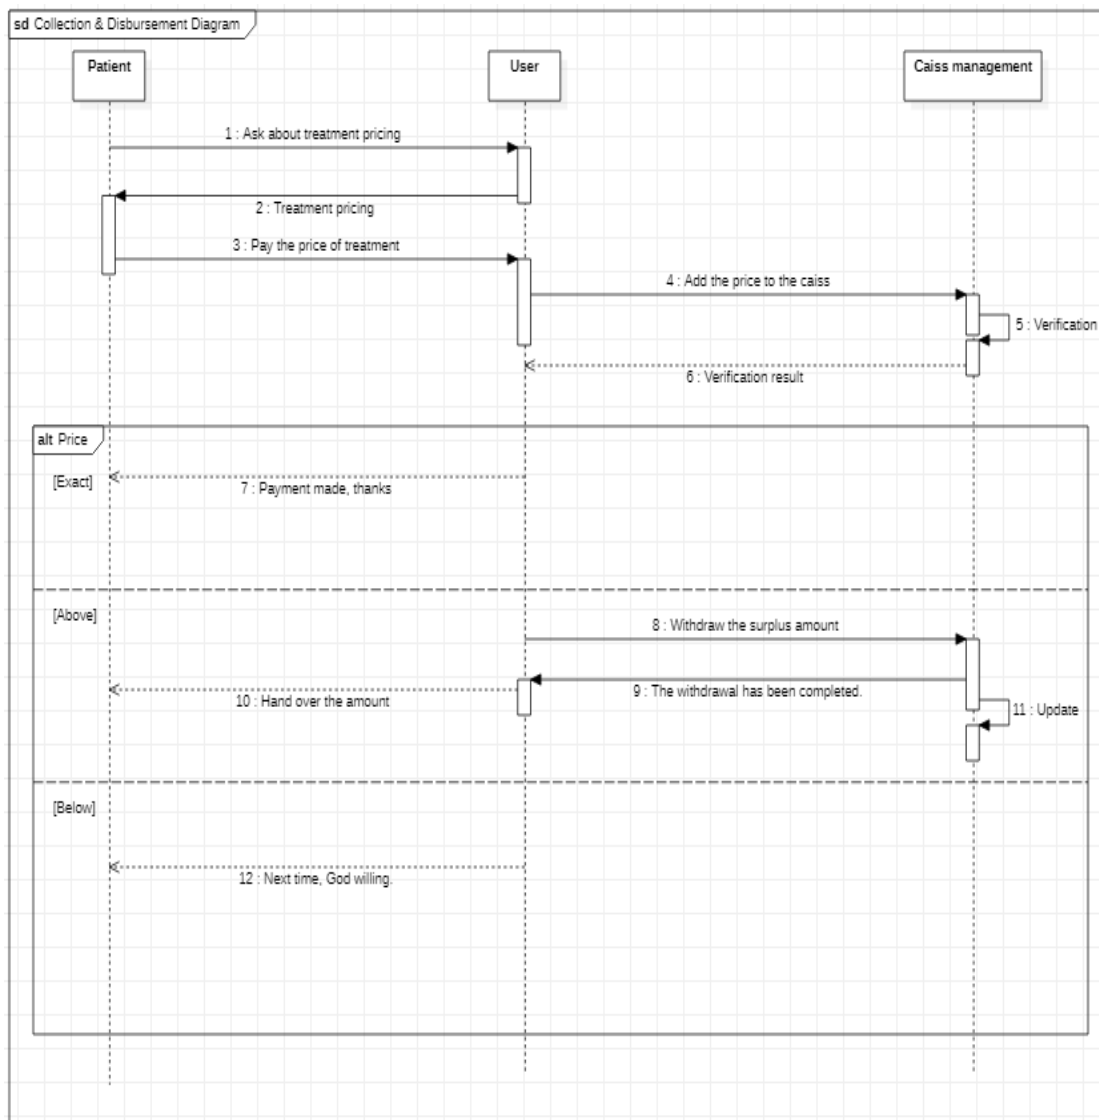 sd Collection & Disbursement Diagram
Patient
User
Caiss management
1 : Ask about treatment pricing
2 : Treatment pricing
3 : Pay the price of treatment
4 : Add the price to the caiss
5 : Verification
6 : Verification result
alt Price
[Exact]
7 : Payment made, thanks
[Above]
8 : Withdraw the surplus amount
9 : The withdrawal has been completed.
10 : Hand over the amount
11 : Update
[Below]
12 : Next time, God willing.